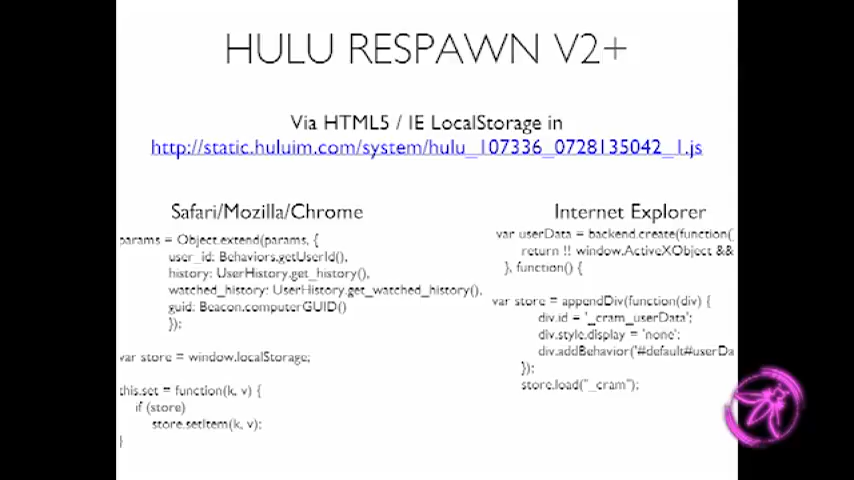 HULU RESPAWN V2+
Via HTML5 / IE LocalStorage in
http://static.huluim.com/system/hulu_107336_0728135042_1.js
Safari/Mozilla/Chrome
params = Object.extend(params, {
user_id: Behaviors.getUserId(),
history: UserHistory.get_history(),
watched_history: UserHistory.get_watched_history(),
guid: Beacon.computerGUID()
});
var store = window.localStorage;
this.set = function(k, v) {
if (store)
store.setItem(k, v);
}
Internet Explorer
var userData = backend.create(function(
return !! window.ActiveXObject &&
}, function() {
var store = appendDiv(function(div) {
div.id = '_cram_userData';
div.style.display = 'none';
div.addBehavior('#default#userDa
});
store.load("_cram");